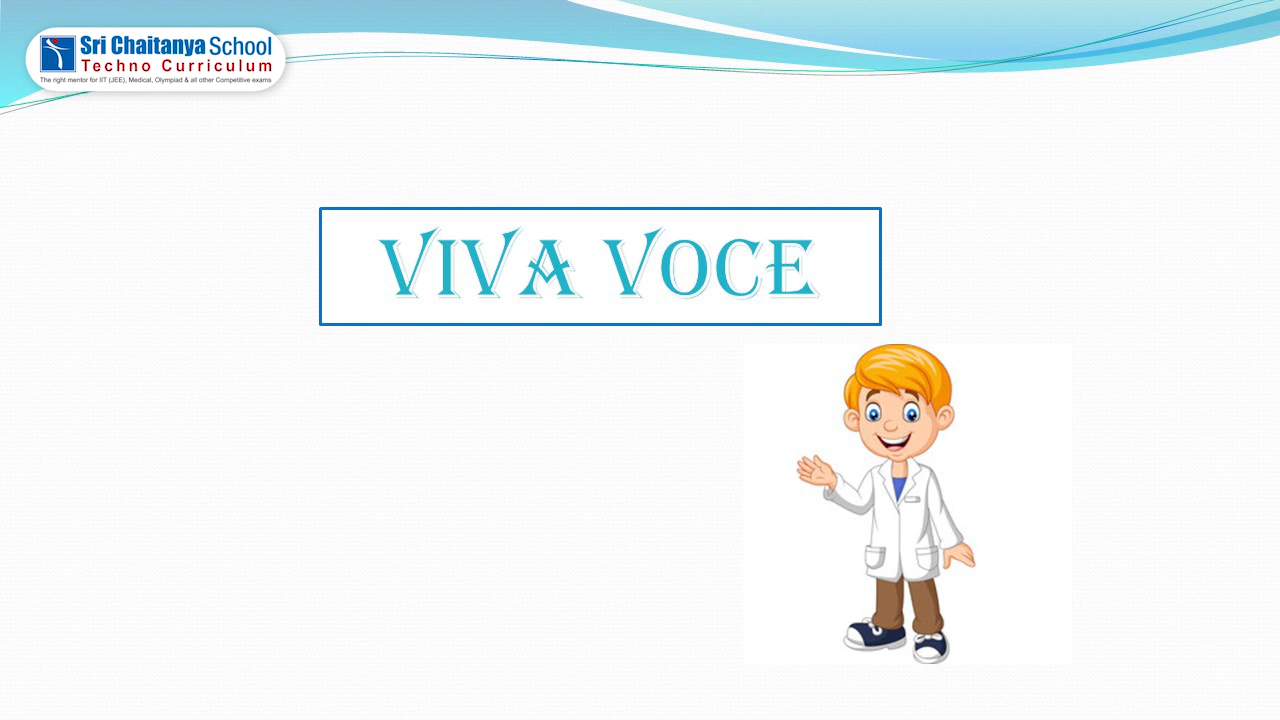 Sri Chaitanya School
Techno Curriculum
The right mentor for IIT (JEE), Medical, Olympiad & all other Competitive exams
VIVA VOCE